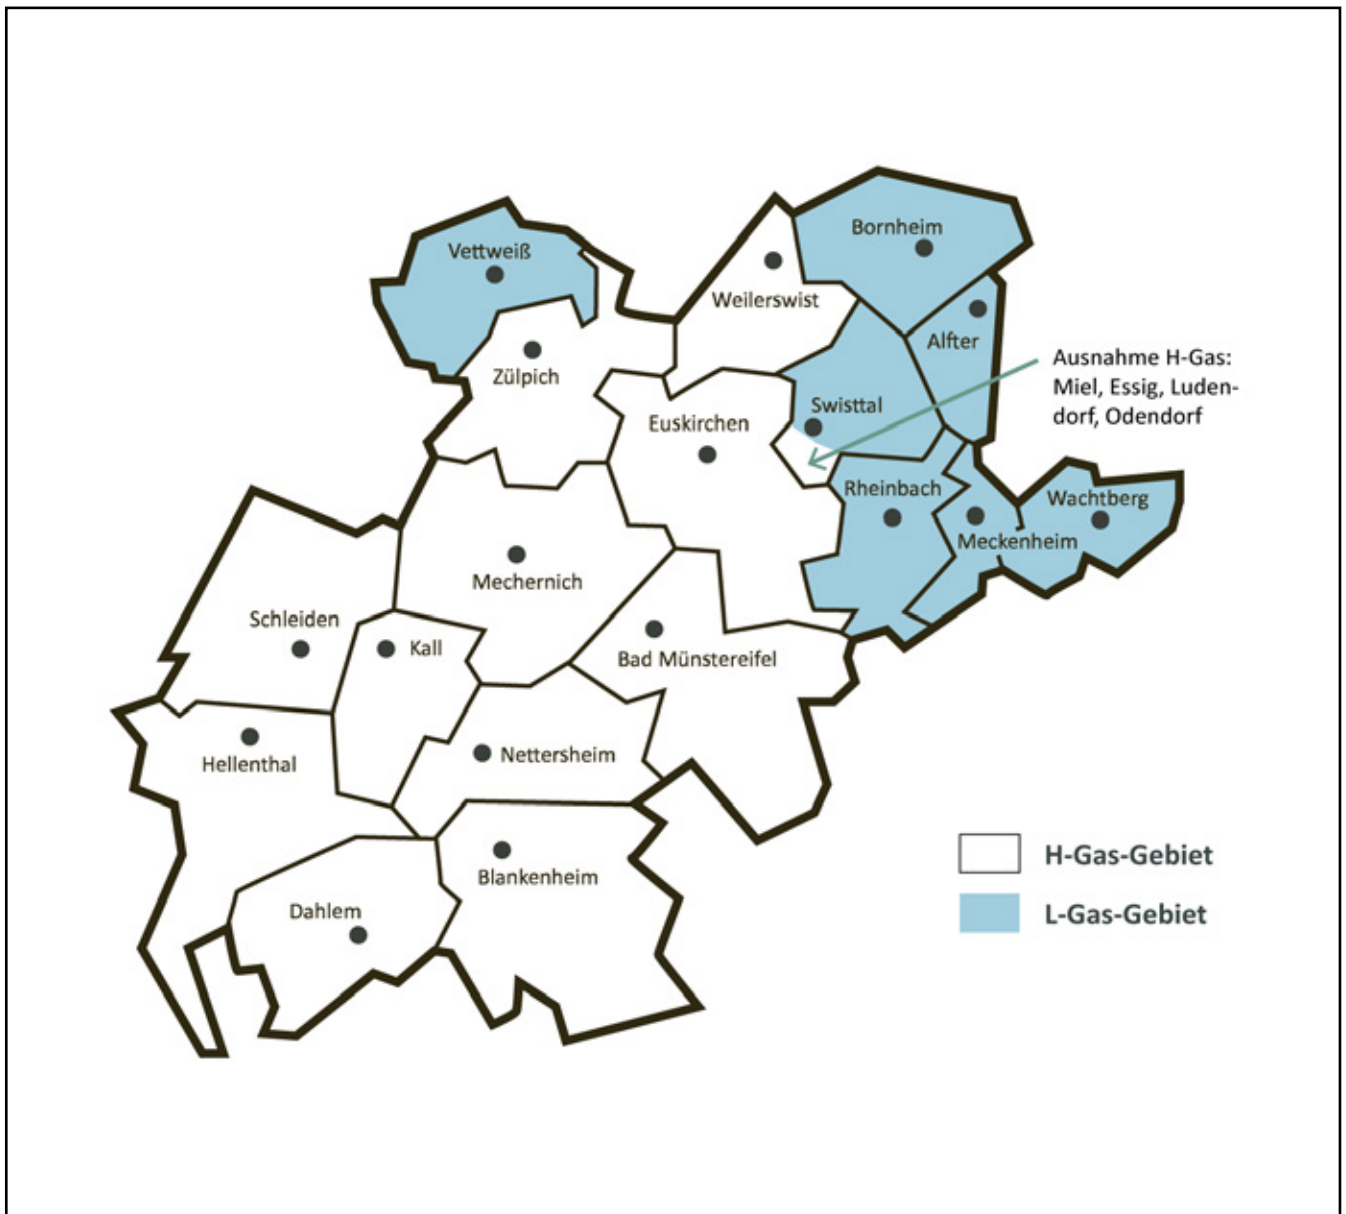 Bornheim
Vettweiß
Weilerswist
Alfter
Ausnahme H-Gas:
Miel, Essig, Luden-
dorf, Odendorf
Zülpich
Swisttal
Euskirchen
Rheinbach
Wachtberg
Meckenheim
Mechernich
Schleiden
Kall
Bad Münstereifel
Nettersheim
Hellenthal
H-Gas-Gebiet
Blankenheim
L-Gas-Gebiet
Dahlem